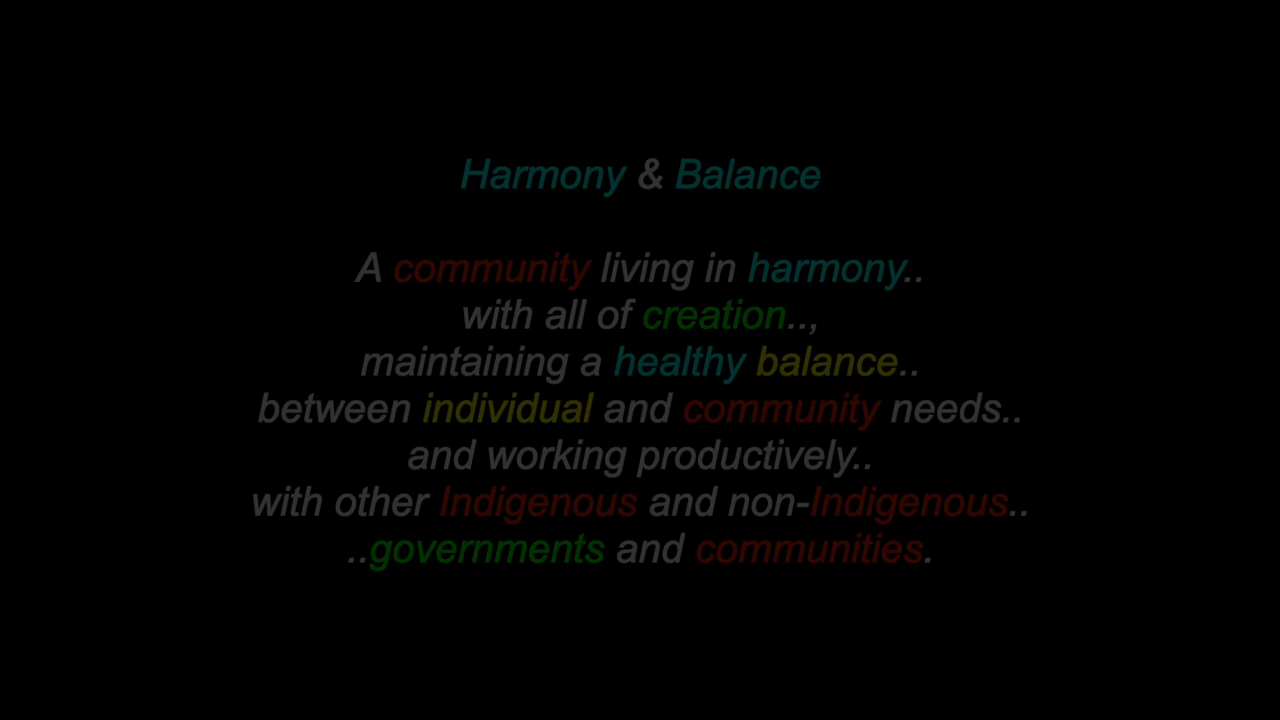 Harmony & Balance
A community living in harmony..
with all of creation..,
maintaining a healthy balance..
between individual and community needs..
and working productively..
with other Indigenous and non-Indigenous..
..governments and communities.